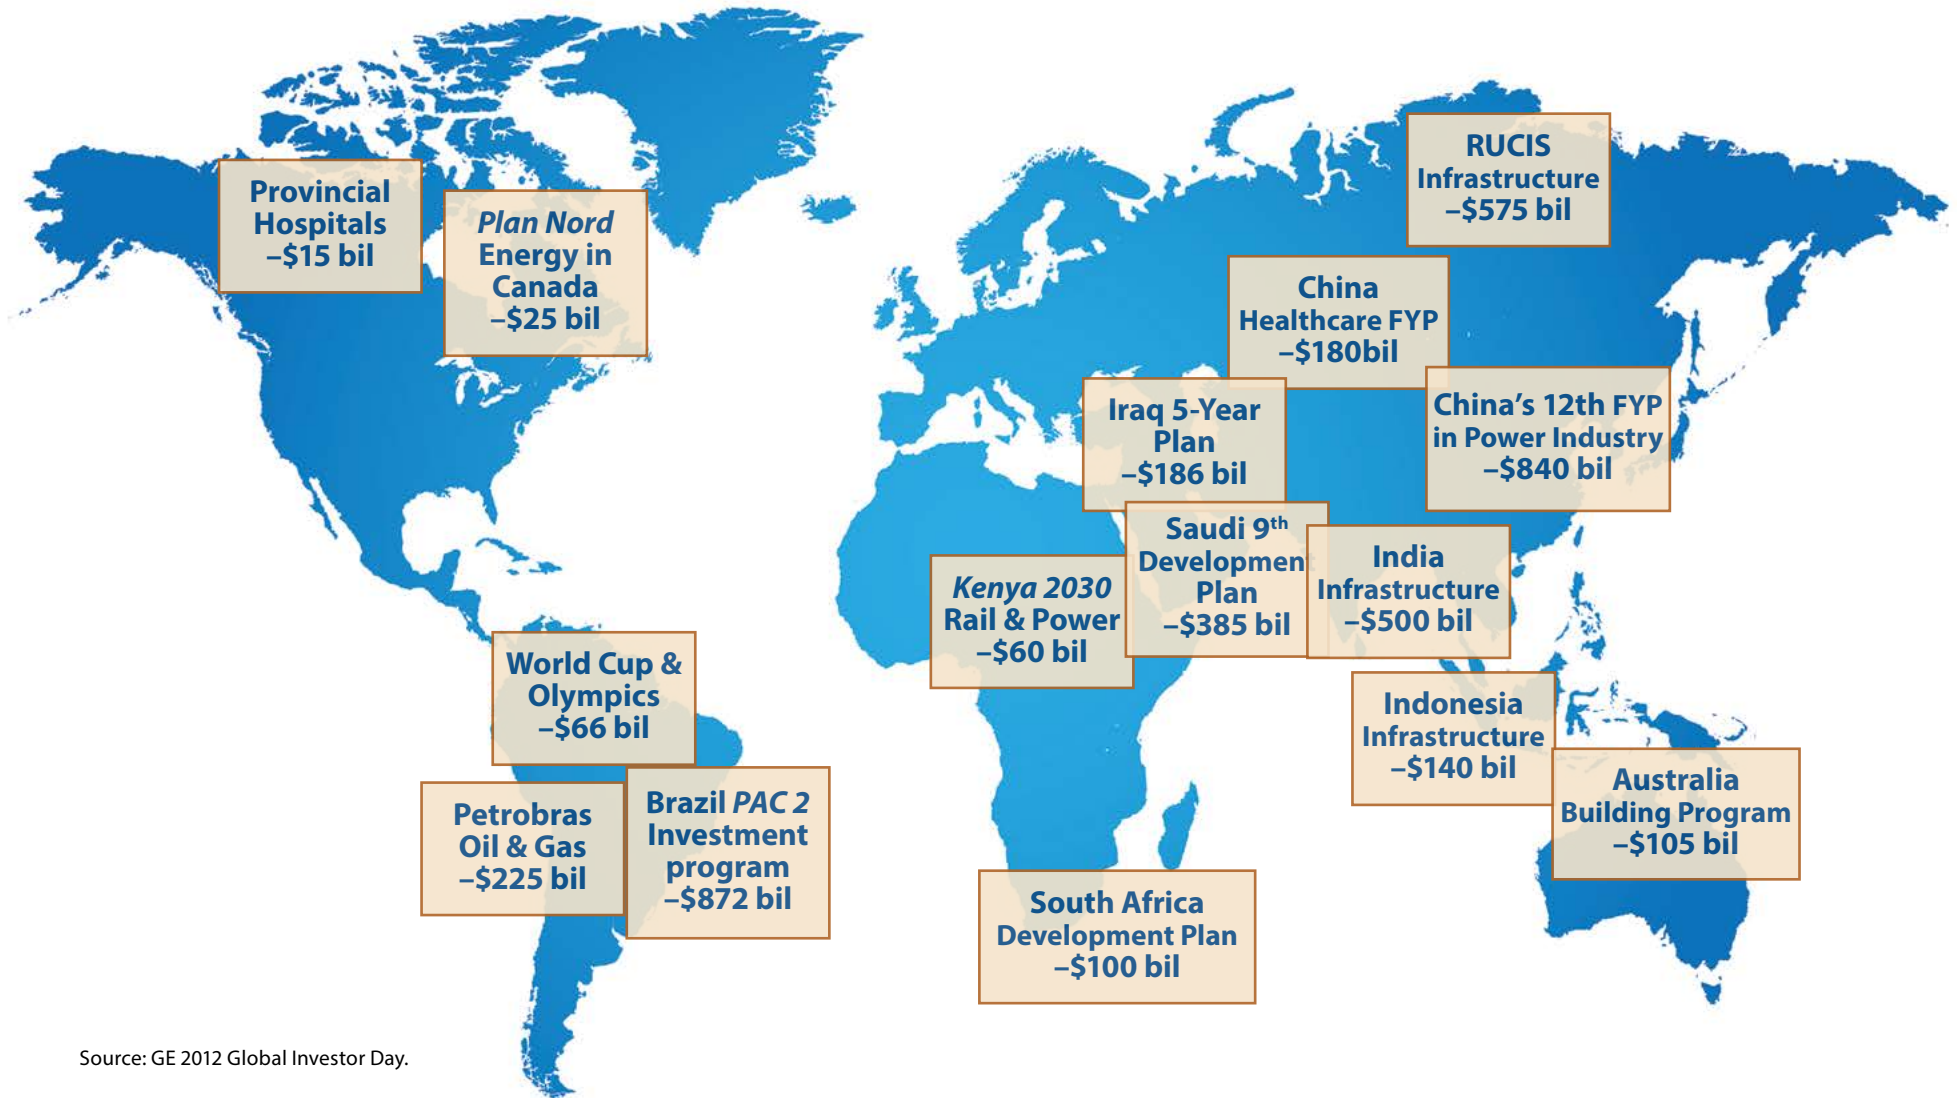 Provincial
Hospitals
–$15 bil
Plan Nord
Energy in
Canada
–$25 bil
RUCIS
Infrastructure
–$575 bil
China
Healthcare FYP
–$180bil
Iraq 5-Year
Plan
–$186 bil
China’s 12th FYP
in Power Industry
–$840 bil
Saudi 9th
Developmen
Plan
–$385 bil
India
Infrastructure
–$500 bil
Kenya 2030
Rail & Power
–$60 bil
World Cup &
Olympics
–$66 bil
Indonesia
Infrastructure
–$140 bil
Australia
Building Program
–$105 bil
Petrobras
Oil & Gas
–$225 bil
Brazil PAC 2
Investment
program
–$872 bil
South Africa
Development Plan
–$100 bil
Source: GE 2012 Global Investor Day.